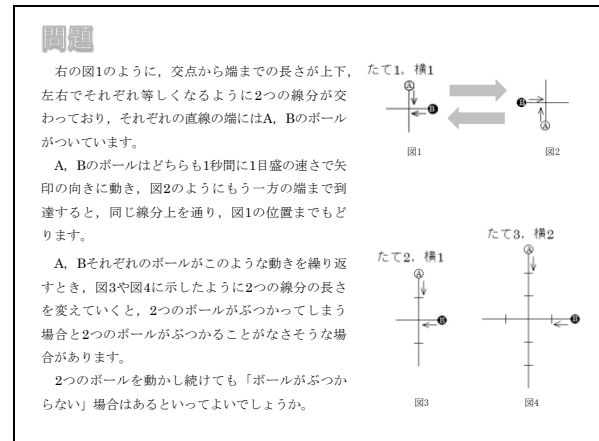 問題
右の図1のように，交点から端までの長さが上下，
左右でそれぞれ等しくなるように2つの線分が交
わっており，それぞれの直線の端にはA，Bのボール
がついています。
A，Bのボールはどちらも1秒間に1目盛の速さで矢
印の向きに動き，図2のようにもう一方の端まで到
達すると，同じ線分上を通り，図1の位置までもど
ります。
A，Bそれぞれのボールがこのような動きを繰り返
すとき，図3や図4に示したように2つの線分の長さ
を変えていくと，2つのボールがぶつかってしまう
場合と2つのボールがぶつかることがなさそうな場
合があります。
2つのボールを動かし続けても「ボールがぶつか
らない」場合はあるといってよいでしょうか。
たて1，横1
A
B
図1
B
A
図2
たて2，横1
A
B
図3
たて3，横2
A
B
図4